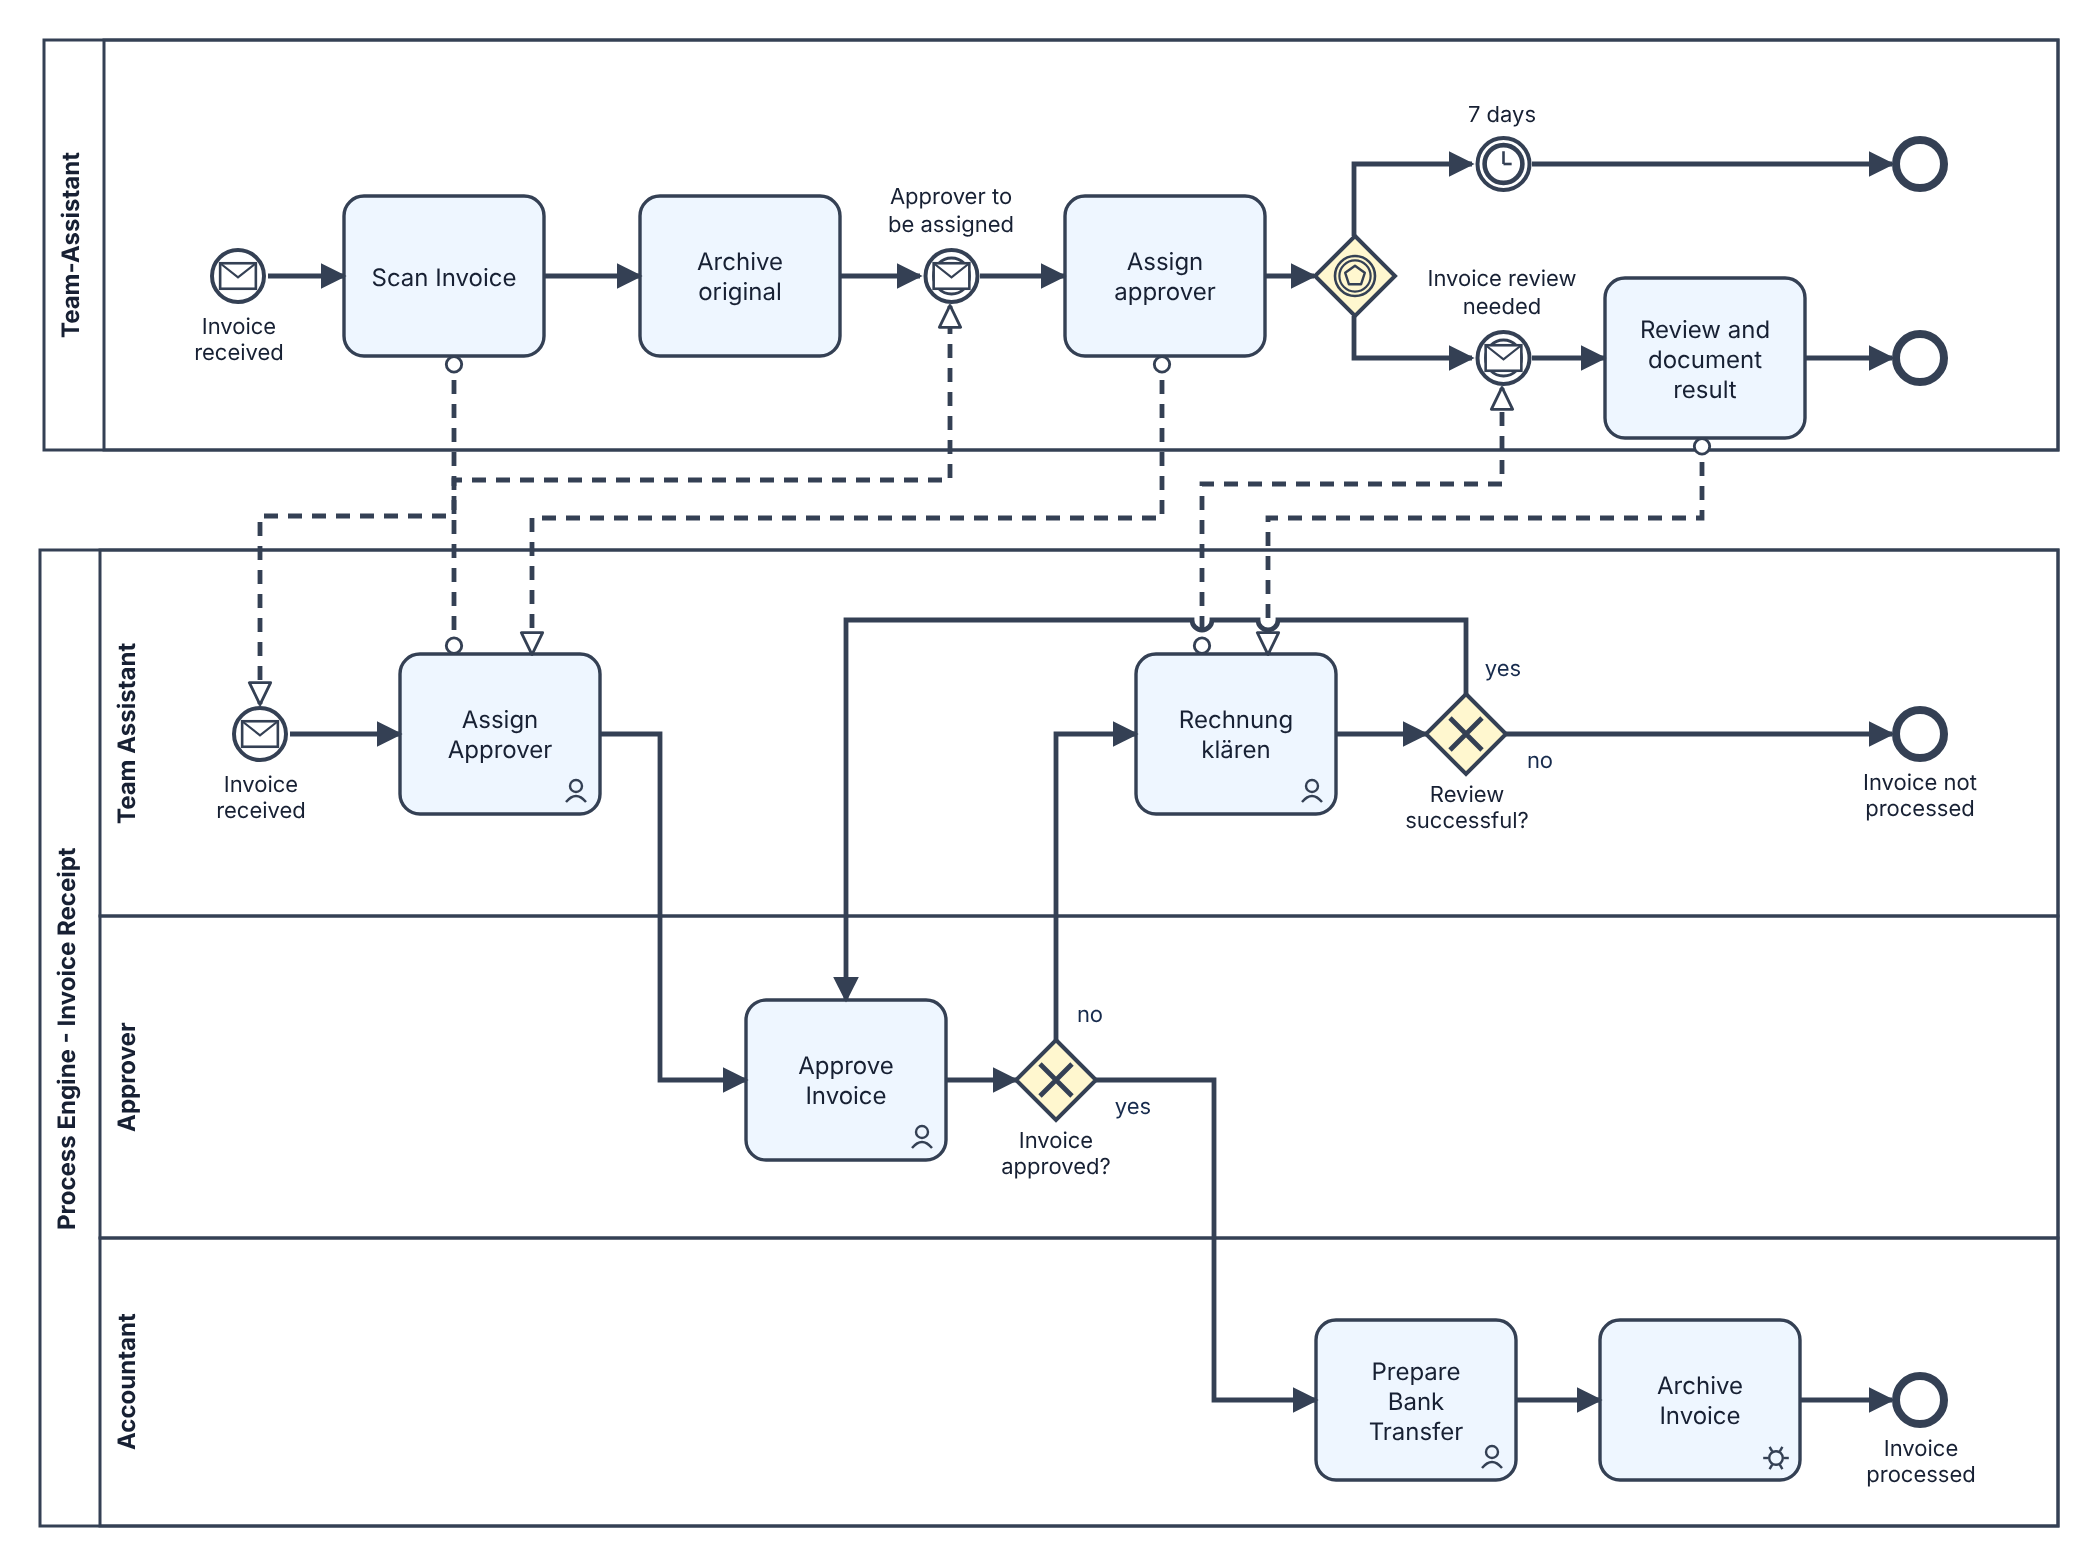 Team-Assistant
Invoice
received
Scan Invoice
Archive
original
Approver to
be assigned
Assign
approver
7 days
Invoice review
needed
Review and
document
result
Process Engine - Invoice Receipt
Team Assistant
Invoice
received
Assign
Approver
Rechnung
klären
yes
no
Review
successful?
Invoice not
processed
Approver
Approve
Invoice
no
yes
Invoice
approved?
Accountant
Prepare
Bank
Transfer
Archive
Invoice
Invoice
processed